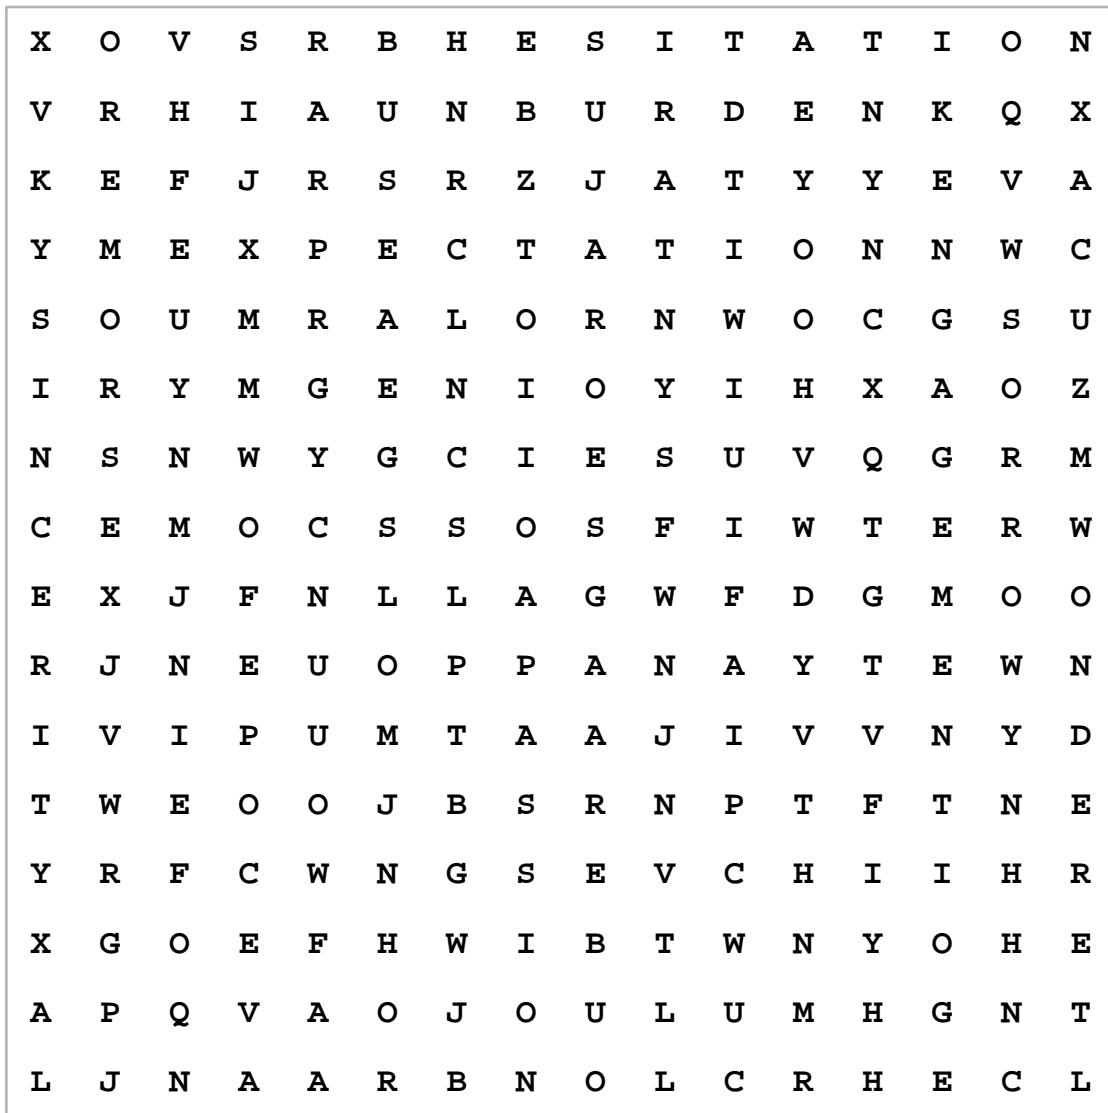 X O V S R B H E S I T A T I O N
V R H I A U N B U R D E N K Q X
K E F J R S R Z J A T Y Y E V A
Y M E X P E C T A T I O N N W C
S O U M R A L O R N W O C G S U
I R Y M G E N I O Y I H X A O Z
N S N W Y G C I E S U V Q G R M
C E M O C S S O S F I W T E R W
E X J F N L L A G W F D G M O O
R J N E U O P P A N A Y T E W N
I V I P U M T A A J I V V N Y D
T W E O O J B S R N P T F T N E
Y R F C W N G S E V C H I I H R
X G O E F H W I B T W N Y O H E
A P Q V A O J O U L U M H G N T
L J N A A R B N O L C R H E C L